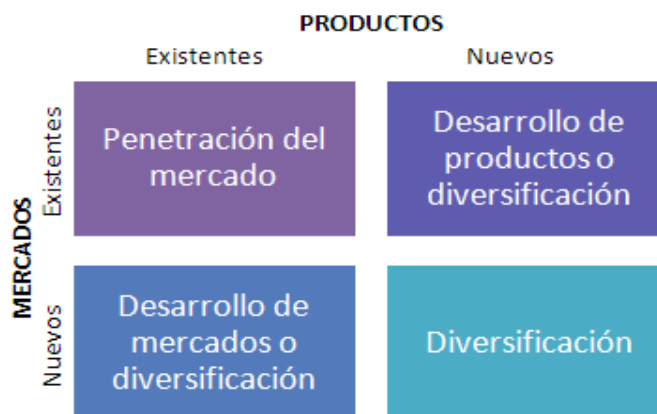 PRODUCTOS
Existentes
Nuevos
MERCADOS
Existentes
Penetración del
mercado
Desarrollo de
productos o
diversificación
Nuevos
Desarrollo de
mercados o
diversificación
Diversificación